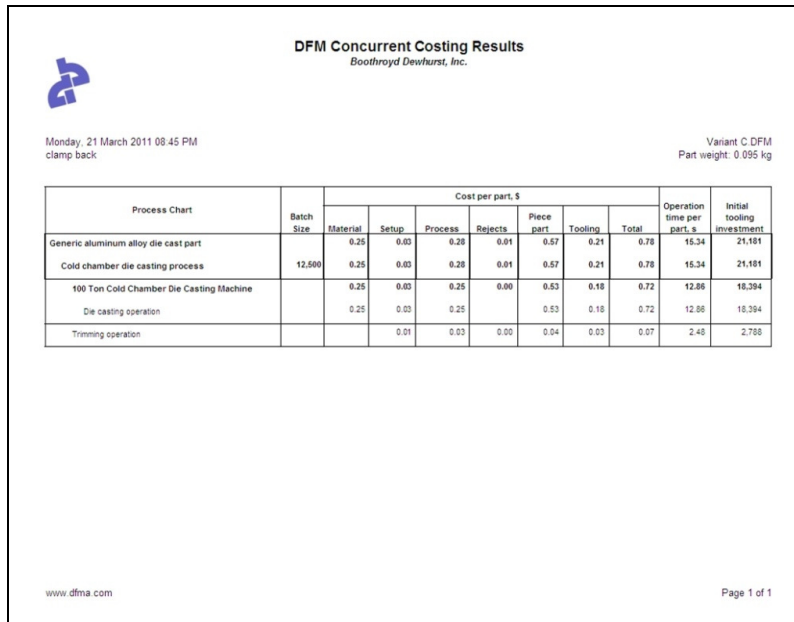 DFM Concurrent Costing Results
Boothroyd Dewhurst, Inc.
Monday, 21 March 2011 08:45 PM
Variant C.DFM
clamp back
Part weight: 0.095 kg
Process Chart
Batch Size
Cost per part, $
Operation time per part, s
Initial tooling investment
Material Setup Process Rejects Piece part Tooling Total
Generic aluminum alloy die cast part 0.25 0.03 0.28 0.01 0.57 0.21 0.78 15.34 21,181
Cold chamber die casting process 12,500 0.25 0.03 0.28 0.01 0.57 0.21 0.78 15.34 21,181
100 Ton Cold Chamber Die Casting Machine 0.25 0.03 0.25 0.00 0.53 0.18 0.72 12.86 18,394
Die casting operation 0.25 0.03 0.25 0.53 0.18 0.72 12.86 18,394
Trimming operation 0.01 0.03 0.00 0.04 0.03 0.07 2.48 2,788
www.dfma.com
Page 1 of 1